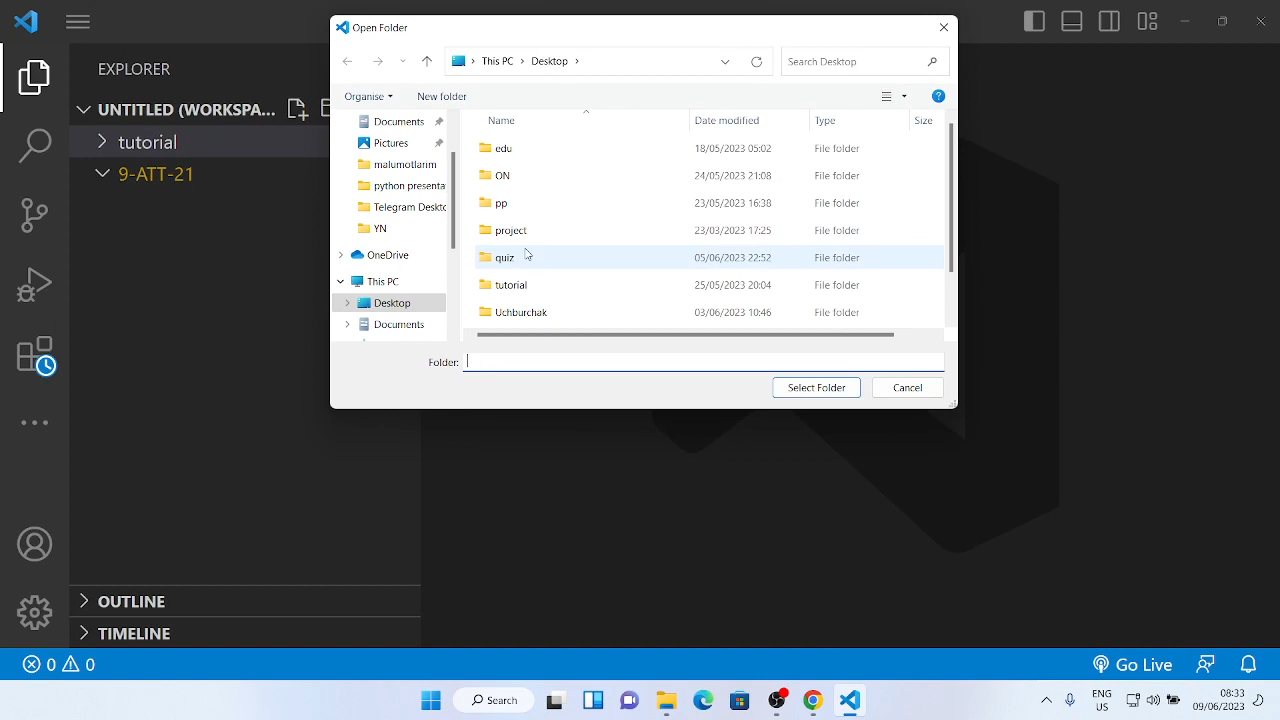 Open Folder
EXPLORER
This PC
Desktop
Search Desktop
Organise
New folder
UNTITLED (WORKSPA...
Documents
Name
Date modified
Type
Size
tutorial
Pictures
edu
18/05/2023 05:02
File folder
malumotlarim
9-ATT-21
ON
24/05/2023 21:08
File folder
python presenta
pp
23/05/2023 16:38
File folder
Telegram Deskto
YN
project
23/03/2023 17:25
File folder
OneDrive
quiz
05/06/2023 22:52
File folder
This PC
tutorial
25/05/2023 20:04
File folder
Desktop
Documents
Uchburchak
03/06/2023 10:46
File folder
Folder:
Select Folder
Cancel
OUTLINE
TIMELINE
0
0
Go Live
Search
ENG
US
08:33
09/06/2023